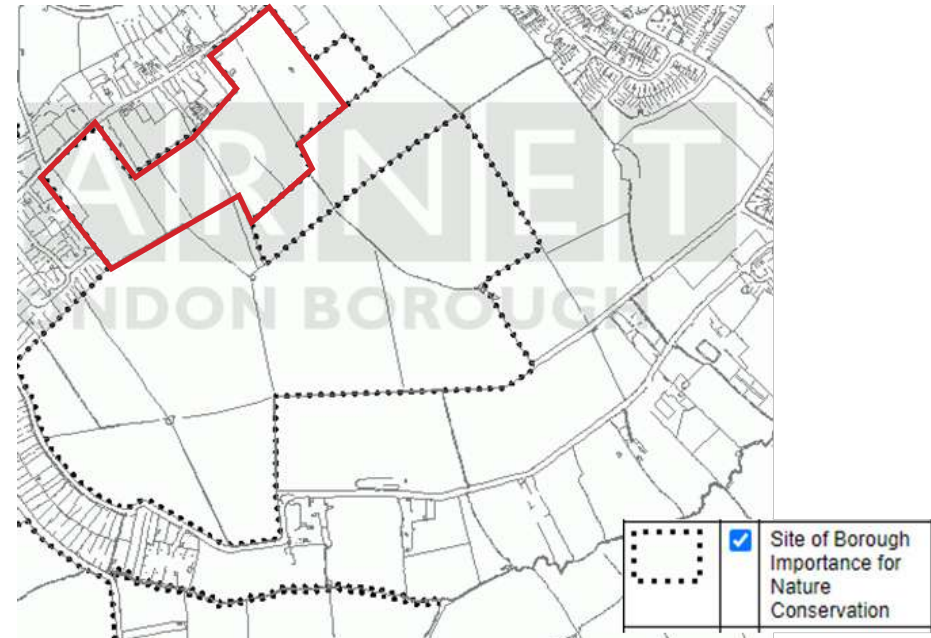 ARNET
NDON BOROUGH
Site of Borough
Importance for
Nature
Conservation